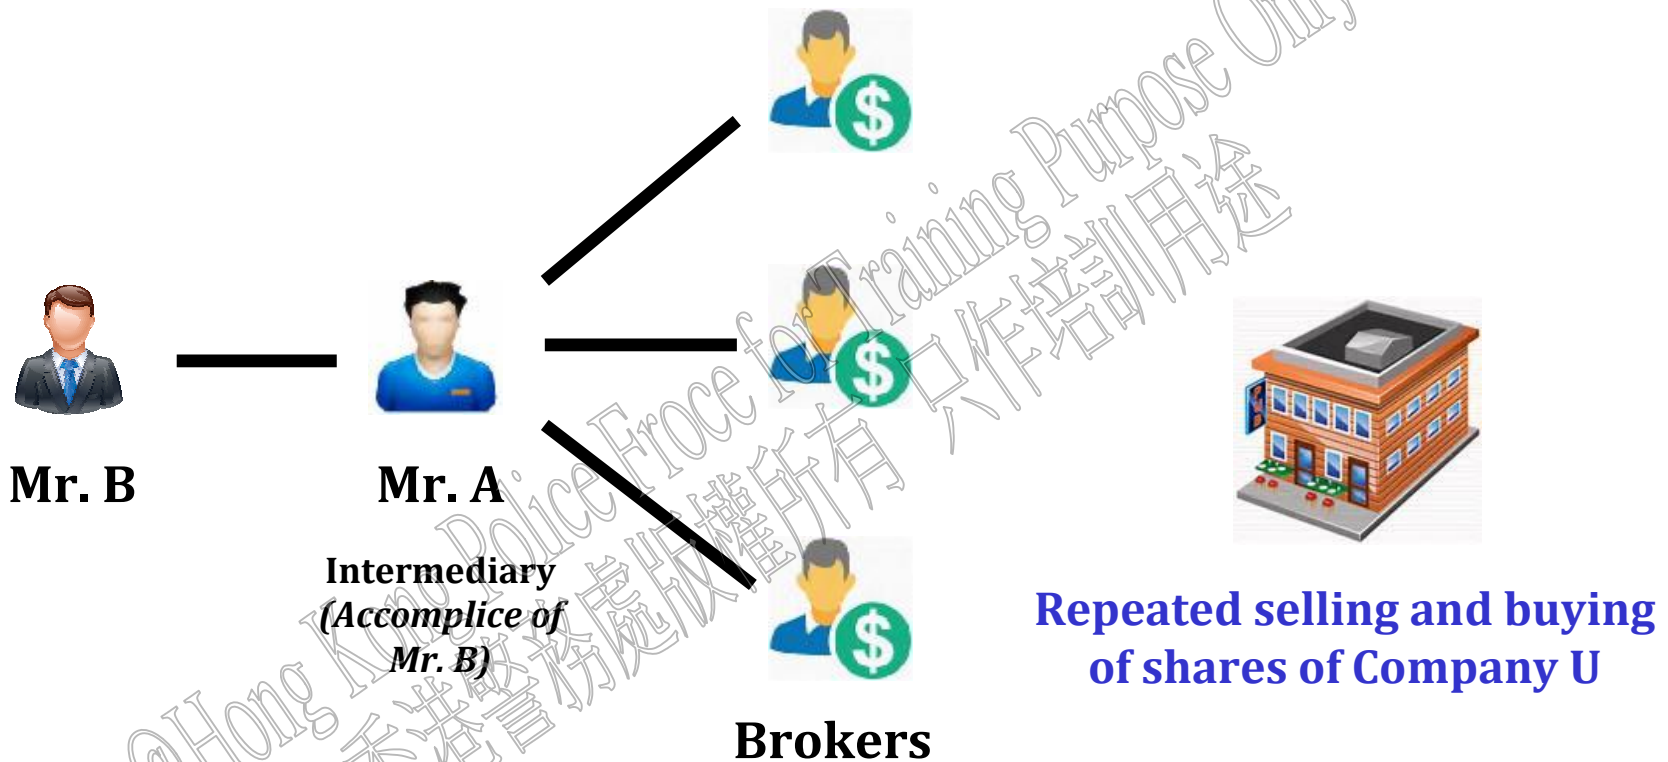 Mr. B
Mr. A
Intermediary
(Accomplice of
Mr. B)
Brokers
Repeated selling and buying
of shares of Company U
@Hong Kong Police Froce for Training Purpose Only
香港警務處版權所有 只作培訓用途